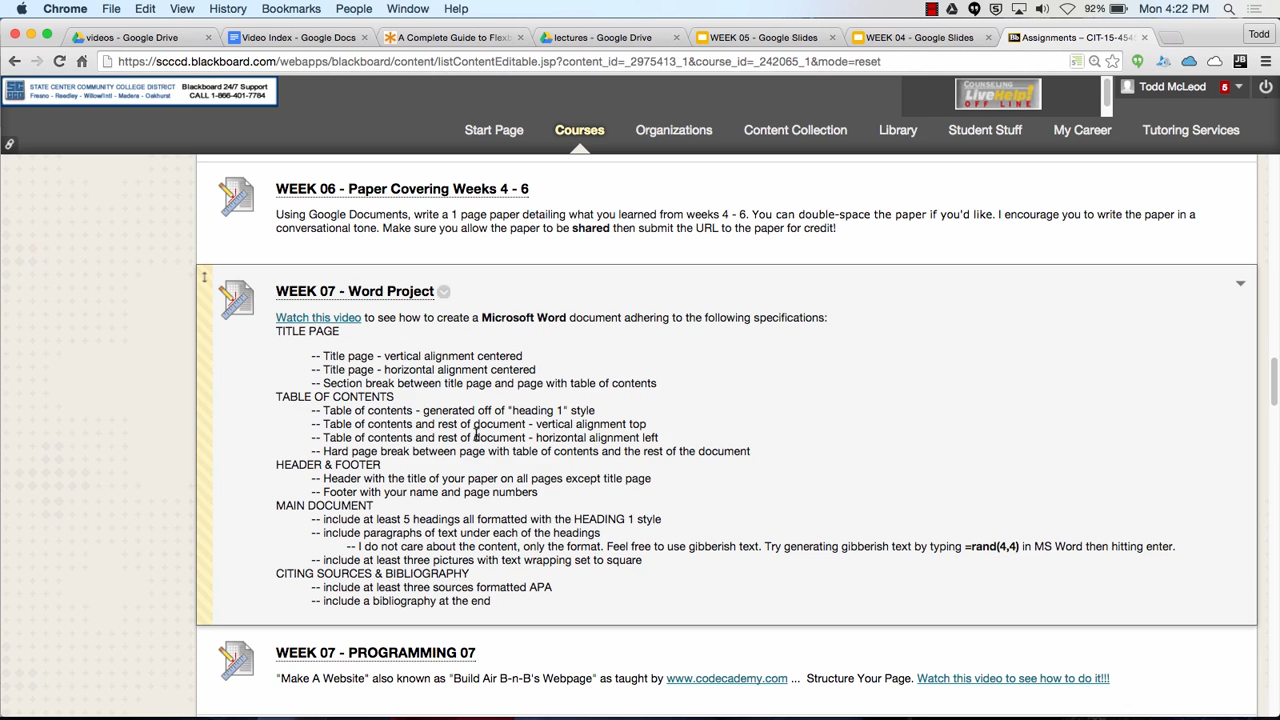 Chrome File Edit View History Bookmarks People Window Help 92% Mon 4:22 PM
videos - Google Drive × Video Index - Google Docs × A Complete Guide to Flex × lectures - Google Drive × WEEK 05 - Google Slides × WEEK 04 - Google Slides × Assignments – CIT-15-454 × Todd
https://scccd.blackboard.com/webapps/blackboard/content/listContentEditable.jsp?content_id=_2975413_1&course_id=_242065_1&mode=reset
STATE CENTER COMMUNITY COLLEGE DISTRICT
Fresno - Reedley - Willow/Intl - Madera - Oakhurst
Blackboard 24/7 Support
CALL 1-866-401-7784
COUNSELING
LiveHelp!
OFF LINE
Todd McLeod 5
Start Page Courses Organizations Content Collection Library Student Stuff My Career Tutoring Services
WEEK 06 - Paper Covering Weeks 4 - 6
Using Google Documents, write a 1 page paper detailing what you learned from weeks 4 - 6. You can double-space the paper if you'd like. I encourage you to write the paper in a
conversational tone. Make sure you allow the paper to be shared then submit the URL to the paper for credit!
WEEK 07 - Word Project
Watch this video to see how to create a Microsoft Word document adhering to the following specifications:
TITLE PAGE
-- Title page - vertical alignment centered
-- Title page - horizontal alignment centered
-- Section break between title page and page with table of contents
TABLE OF CONTENTS
-- Table of contents - generated off of "heading 1" style
-- Table of contents and rest of document - vertical alignment top
-- Table of contents and rest of document - horizontal alignment left
-- Hard page break between page with table of contents and the rest of the document
HEADER & FOOTER
-- Header with the title of your paper on all pages except title page
-- Footer with your name and page numbers
MAIN DOCUMENT
-- include at least 5 headings all formatted with the HEADING 1 style
-- include paragraphs of text under each of the headings
-- I do not care about the content, only the format. Feel free to use gibberish text. Try generating gibberish text by typing =rand(4,4) in MS Word then hitting enter.
-- include at least three pictures with text wrapping set to square
CITING SOURCES & BIBLIOGRAPHY
-- include at least three sources formatted APA
-- include a bibliography at the end
WEEK 07 - PROGRAMMING 07
"Make A Website" also known as "Build Air B-n-B's Webpage" as taught by www.codecademy.com ... Structure Your Page. Watch this video to see how to do it!!!